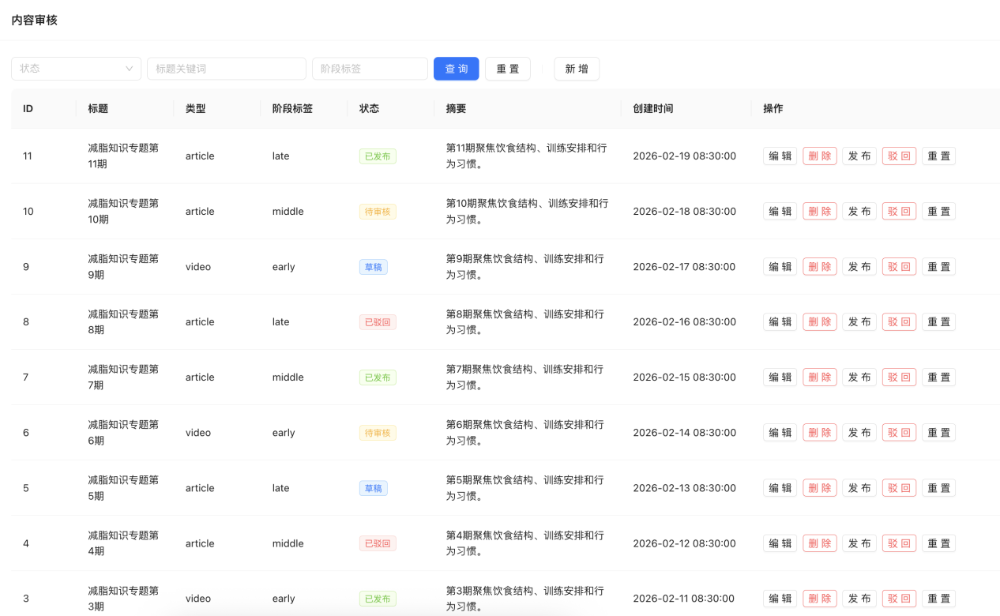 内容审核
状态 标题关键词 阶段标签 查询 重置 新增
ID 标题 类型 阶段标签 状态 摘要 创建时间 操作
11 减脂知识专题第11期 article late 已发布 第11期聚焦饮食结构、训练安排和行为习惯。 2026-02-19 08:30:00 编辑 删除 发布 驳回 重置
10 减脂知识专题第10期 article middle 待审核 第10期聚焦饮食结构、训练安排和行为习惯。 2026-02-18 08:30:00 编辑 删除 发布 驳回 重置
9 减脂知识专题第9期 video early 草稿 第9期聚焦饮食结构、训练安排和行为习惯。 2026-02-17 08:30:00 编辑 删除 发布 驳回 重置
8 减脂知识专题第8期 article late 已驳回 第8期聚焦饮食结构、训练安排和行为习惯。 2026-02-16 08:30:00 编辑 删除 发布 驳回 重置
7 减脂知识专题第7期 article middle 已发布 第7期聚焦饮食结构、训练安排和行为习惯。 2026-02-15 08:30:00 编辑 删除 发布 驳回 重置
6 减脂知识专题第6期 video early 待审核 第6期聚焦饮食结构、训练安排和行为习惯。 2026-02-14 08:30:00 编辑 删除 发布 驳回 重置
5 减脂知识专题第5期 article late 草稿 第5期聚焦饮食结构、训练安排和行为习惯。 2026-02-13 08:30:00 编辑 删除 发布 驳回 重置
4 减脂知识专题第4期 article middle 已驳回 第4期聚焦饮食结构、训练安排和行为习惯。 2026-02-12 08:30:00 编辑 删除 发布 驳回 重置
3 减脂知识专题第3期 video early 已发布 第3期聚焦饮食结构、训练安排和行为习惯。 2026-02-11 08:30:00 编辑 删除 发布 驳回 重置